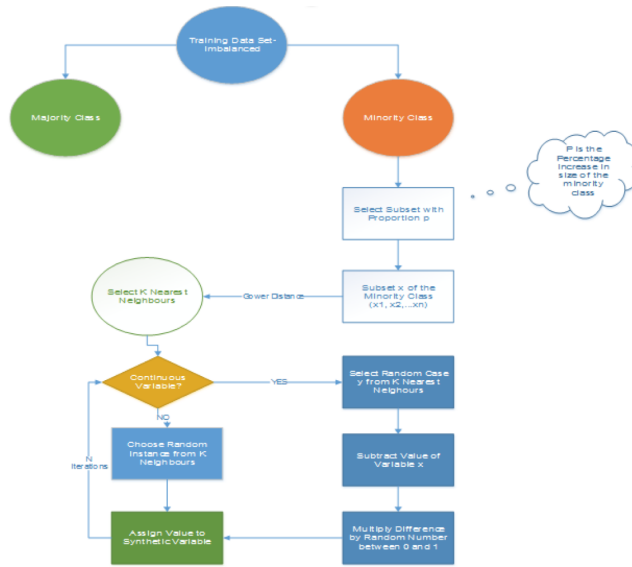 Training Data Set-
Imbalanced
Majority Class
Minority Class
P is the
Percentage
increase in
size of the
minority
class
Select Subset with
Proportion p
Subset x of the
Minority Class
(x1, x2,...xn)
Gower Distance
Select K Nearest
Neighbours
Continuous
Variable?
YES
Select Random Case
y from K Nearest
Neighours
NO
Choose Random
Instance from K
Neighbours
N
Iterations
Subtract Value of
Variable x
Assign Value to
Synthetic Variable
Multiply Difference
by Random Number
between 0 and 1